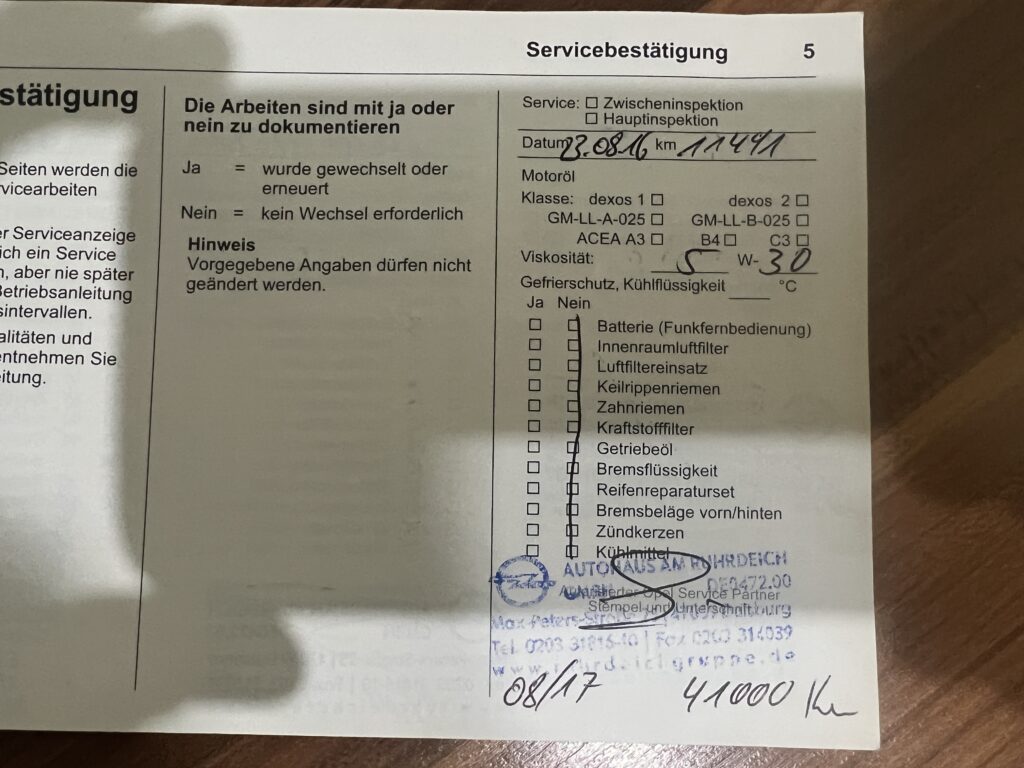 Servicebestätigung 5
stätigung
Seiten werden die
vicearbeiten
er Serviceanzeige
ich ein Service
n, aber nie später
Betriebsanleitung
sintervallen.
alitäten und
entnehmen Sie
eitung.
Die Arbeiten sind mit ja oder
nein zu dokumentieren
Ja = wurde gewechselt oder
erneuert
Nein = kein Wechsel erforderlich
Hinweis
Vorgegebene Angaben dürfen nicht
geändert werden.
Service: ☐ Zwischeninspektion
☐ Hauptinspektion
Datum 23.08.16 km 11491
Motoröl
Klasse: dexos 1 ☐ dexos 2 ☐
GM-LL-A-025 ☐ GM-LL-B-025 ☐
ACEA A3 ☐ B4 ☐ C3 ☐
Viskosität: 5 W- 30
Gefrierschutz, Kühlflüssigkeit ____ °C
Ja Nein
☐ ☐ Batterie (Funkfernbedienung)
☐ ☐ Innenraumluftfilter
☐ ☐ Luftfiltereinsatz
☐ ☐ Keilrippenriemen
☐ ☐ Zahnriemen
☐ ☐ Kraftstofffilter
☐ ☐ Getriebeöl
☐ ☐ Bremsflüssigkeit
☐ ☐ Reifenreparaturset
☐ ☐ Bremsbeläge vorn/hinten
☐ ☐ Zündkerzen
☐ ☐ Kühlmittel
AUTOHAUS AM RUHRDEICH
DE0472.00
Opel Service Partner
Stempel und Unterschrift
Max-Peters-Straße
Tel. 0203 31816-10 | Fax 0203 314039
08/17 41000 Km